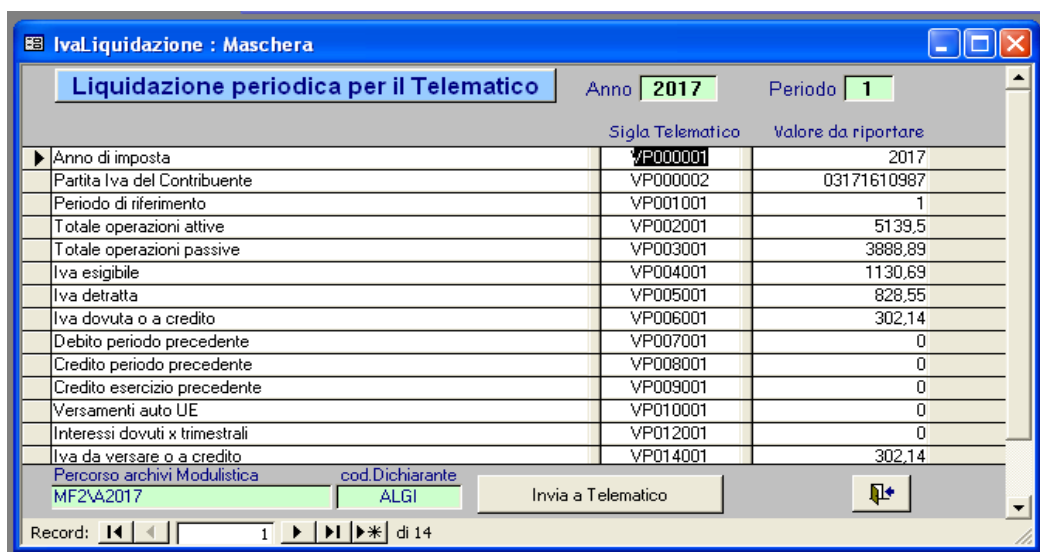 IvaLiquidazione : Maschera
Liquidazione periodica per il Telematico Anno 2017 Periodo 1
Sigla Telematico Valore da riportare
Anno di imposta VP000001 2017
Partita Iva del Contribuente VP000002 03171610987
Periodo di riferimento VP001001 1
Totale operazioni attive VP002001 5139,5
Totale operazioni passive VP003001 3888,89
Iva esigibile VP004001 1130,69
Iva detratta VP005001 828,55
Iva dovuta o a credito VP006001 302,14
Debito periodo precedente VP007001 0
Credito periodo precedente VP008001 0
Credito esercizio precedente VP009001 0
Versamenti auto UE VP010001 0
Interessi dovuti x trimestrali VP012001 0
Iva da versare o a credito VP014001 302,14
Percorso archivi Modulistica cod.Dichiarante
MF2\A2017 ALGI Invia a Telematico
Record: 1 di 14